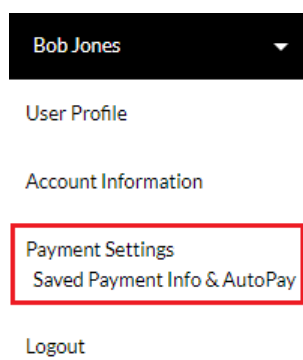 Bob Jones
User Profile
Account Information
Payment Settings
Saved Payment Info & AutoPay
Logout